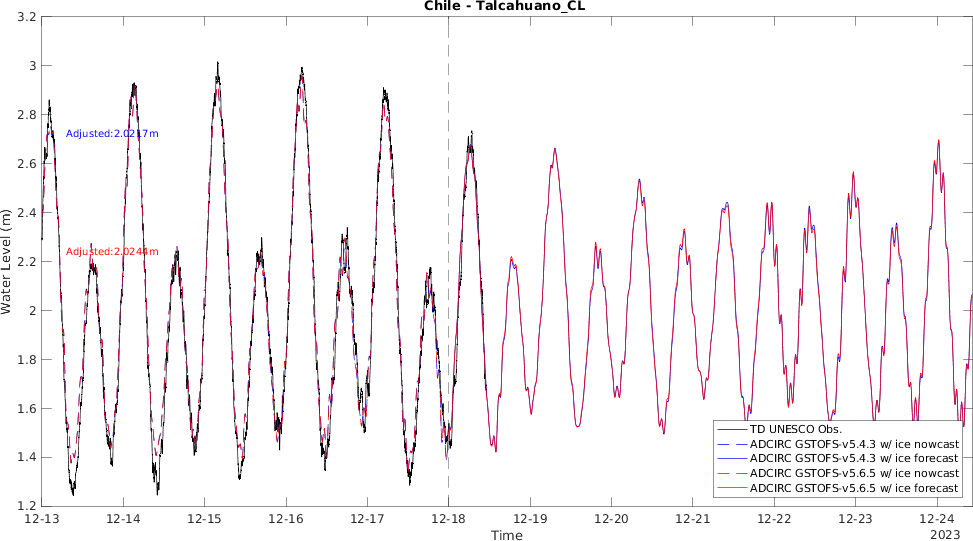 Chile - Talcahuano_CL
3.2
3
2.8
2.6
2.4
2.2
2
1.8
1.6
1.4
1.2
Water Level (m)
Adjusted:2.0217m
Adjusted:2.0244m
TD UNESCO Obs.
ADCIRC GSTOFS-v5.4.3 w/ ice nowcast
ADCIRC GSTOFS-v5.4.3 w/ ice forecast
ADCIRC GSTOFS-v5.6.5 w/ ice nowcast
ADCIRC GSTOFS-v5.6.5 w/ ice forecast
12-13 12-14 12-15 12-16 12-17 12-18 12-19 12-20 12-21 12-22 12-23 12-24
Time
2023